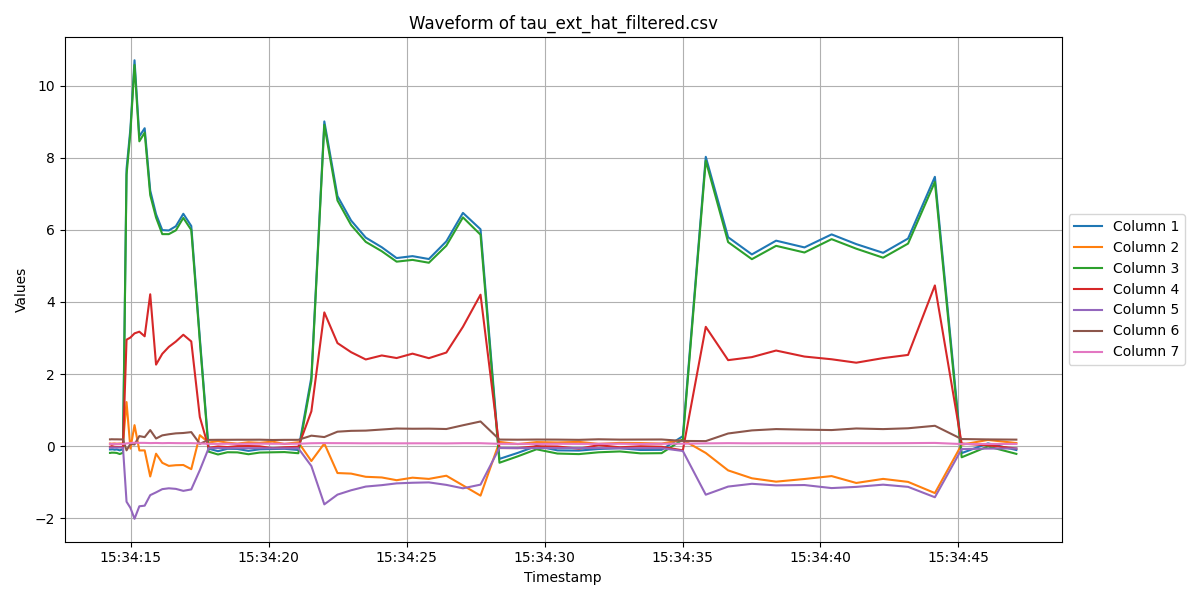 Waveform of tau_ext_hat_filtered.csv
Values
10
8
6
4
2
0
−2
15:34:15 15:34:20 15:34:25 15:34:30 15:34:35 15:34:40 15:34:45
Timestamp
Column 1
Column 2
Column 3
Column 4
Column 5
Column 6
Column 7